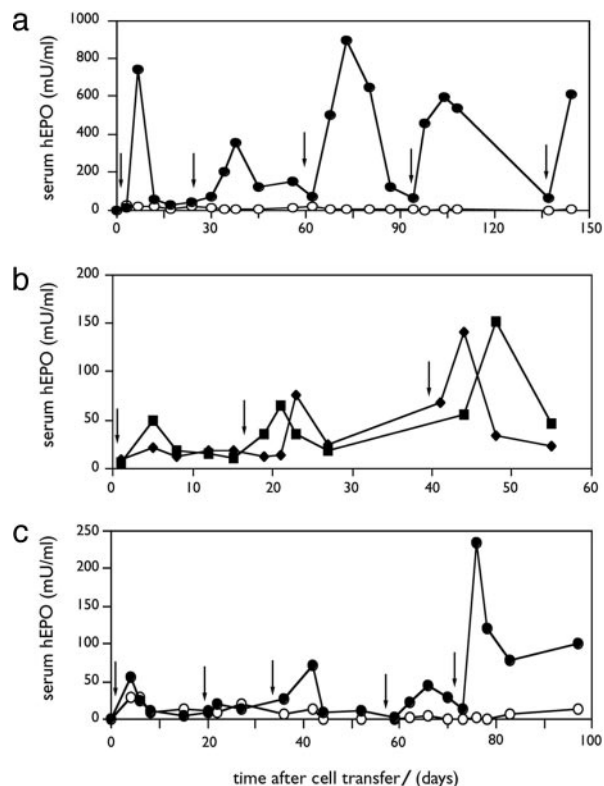 a
serum hEPO (mU/ml)
1000
800
600
400
200
0
0 30 60 90 120 150
b
serum hEPO (mU/ml)
200
150
100
50
0
0 10 20 30 40 50 60
c
serum hEPO (mU/ml)
250
200
150
100
50
0
0 20 40 60 80 100
time after cell transfer/ (days)